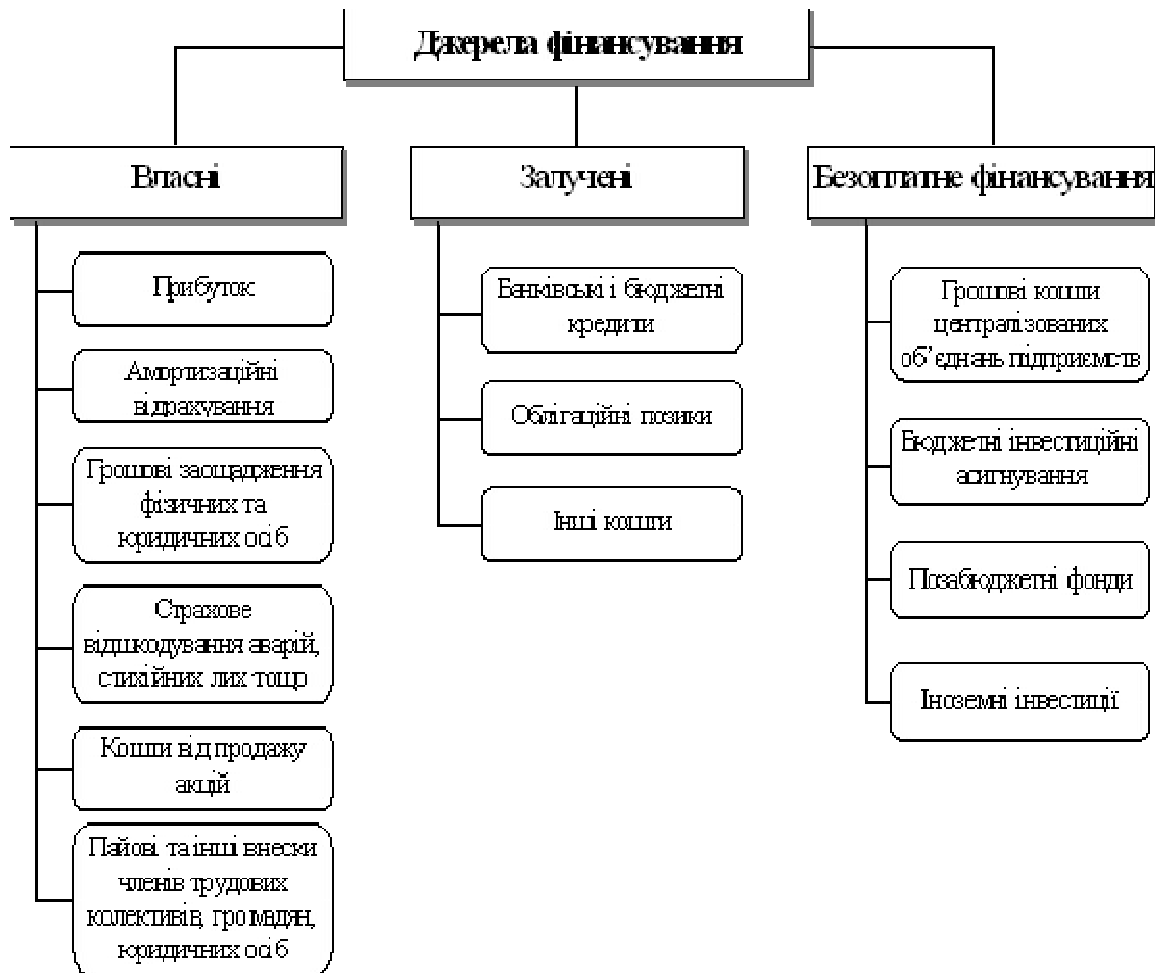 Джерела фінансування
Власні
Прибуток
Амортизаційні
відрахування
Грошові заощадження
фізичних та
юридичних осіб
Страхове
відшкодування аварій,
стихійних лих тощо
Кошти від продажу
акцій
Пайові та інші внески
членів трудових
колективів, громадян,
юридичних осіб
Залучені
Банківські і бюджетні
кредити
Облігаційні позики
Інші кошти
Безоплатне фінансування
Грошові кошти
централізованих
об’єднань підприємств
Бюджетні інвестиційні
асигнування
Позабюджетні фонди
Іноземні інвестиції